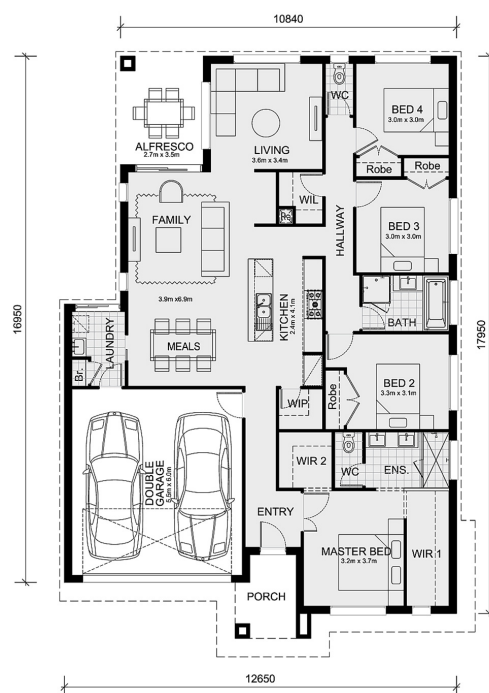 10840
WC
BED 4
3.0m x 3.0m
ALFRESCO
2.7m x 3.5m
LIVING
3.6m x 3.4m
Robe
Robe
WIL
FAMILY
HALLWAY
BED 3
3.0m x 3.0m
16950
3.9m x6.9m
KITCHEN
2.4m x 4.1m
BATH
17950
LAUNDRY
MEALS
Br.
BED 2
3.3m x 3.1m
WIP
Robe
WIR 2
WC
ENS.
DOUBLE
GARAGE
5.5m x 6.0m
ENTRY
MASTER BED
3.2m x 3.7m
WIR 1
PORCH
12650